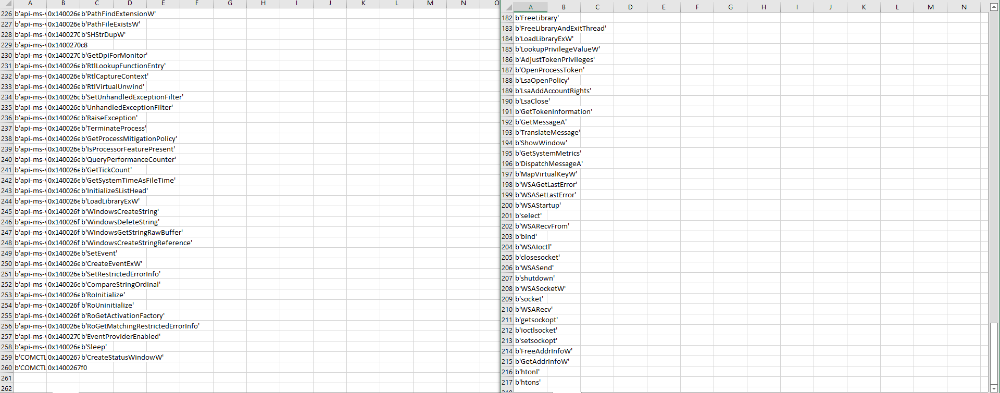 A B C D E F G H I J K L M N O
226 b'api-ms-v 0x140026e b'PathFindExtensionW'
227 b'api-ms-v 0x140026e b'PathFileExistsW'
228 b'api-ms-v 0x1400270 b'SHStrDupW'
229 b'api-ms-v 0x1400270c8
230 b'api-ms-v 0x1400270 b'GetDpiForMonitor'
231 b'api-ms-v 0x140026e b'RtlLookupFunctionEntry'
232 b'api-ms-v 0x140026e b'RtlCaptureContext'
233 b'api-ms-v 0x140026e b'RtlVirtualUnwind'
234 b'api-ms-v 0x140026d b'SetUnhandledExceptionFilter'
235 b'api-ms-v 0x140026d b'UnhandledExceptionFilter'
236 b'api-ms-v 0x140026d b'RaiseException'
237 b'api-ms-v 0x140026e b'TerminateProcess'
238 b'api-ms-v 0x140026e b'GetProcessMitigationPolicy'
239 b'api-ms-v 0x140026e b'IsProcessorFeaturePresent'
240 b'api-ms-v 0x140026e b'QueryPerformanceCounter'
241 b'api-ms-v 0x140026e b'GetTickCount'
242 b'api-ms-v 0x140026e b'GetSystemTimeAsFileTime'
243 b'api-ms-v 0x140026d b'InitializeSListHead'
244 b'api-ms-v 0x140026e b'LoadLibraryExW'
245 b'api-ms-v 0x140026f b'WindowsCreateString'
246 b'api-ms-v 0x140026f b'WindowsDeleteString'
247 b'api-ms-v 0x140026f b'WindowsGetStringRawBuffer'
248 b'api-ms-v 0x140026f b'WindowsCreateStringReference'
249 b'api-ms-v 0x140026e b'SetEvent'
250 b'api-ms-v 0x140026e b'CreateEventExW'
251 b'api-ms-v 0x140026e b'SetRestrictedErrorInfo'
252 b'api-ms-v 0x140026e b'CompareStringOrdinal'
253 b'api-ms-v 0x140026e b'RoInitialize'
254 b'api-ms-v 0x140026f b'RoUninitialize'
255 b'api-ms-v 0x140026f b'RoGetActivationFactory'
256 b'api-ms-v 0x140026e b'RoGetMatchingRestrictedErrorInfo'
257 b'api-ms-v 0x1400270 b'EventProviderEnabled'
258 b'api-ms-v 0x140026e b'Sleep'
259 b'COMCTL 0x1400267 b'CreateStatusWindowW'
260 b'COMCTL 0x1400267f0
261
262
A B C D E F G H I J K L M N
182 b'FreeLibrary'
183 b'FreeLibraryAndExitThread'
184 b'LoadLibraryExW'
185 b'LookupPrivilegeValueW'
186 b'AdjustTokenPrivileges'
187 b'OpenProcessToken'
188 b'LsaOpenPolicy'
189 b'LsaAddAccountRights'
190 b'LsaClose'
191 b'GetTokenInformation'
192 b'GetMessageA'
193 b'TranslateMessage'
194 b'ShowWindow'
195 b'GetSystemMetrics'
196 b'DispatchMessageA'
197 b'MapVirtualKeyW'
198 b'WSAGetLastError'
199 b'WSASetLastError'
200 b'WSAStartup'
201 b'select'
202 b'WSARecvFrom'
203 b'bind'
204 b'WSAIoctl'
205 b'closesocket'
206 b'WSASend'
207 b'shutdown'
208 b'WSASocketW'
209 b'socket'
210 b'WSARecv'
211 b'getsockopt'
212 b'ioctlsocket'
213 b'setsockopt'
214 b'FreeAddrInfoW'
215 b'GetAddrInfoW'
216 b'htonl'
217 b'htons'